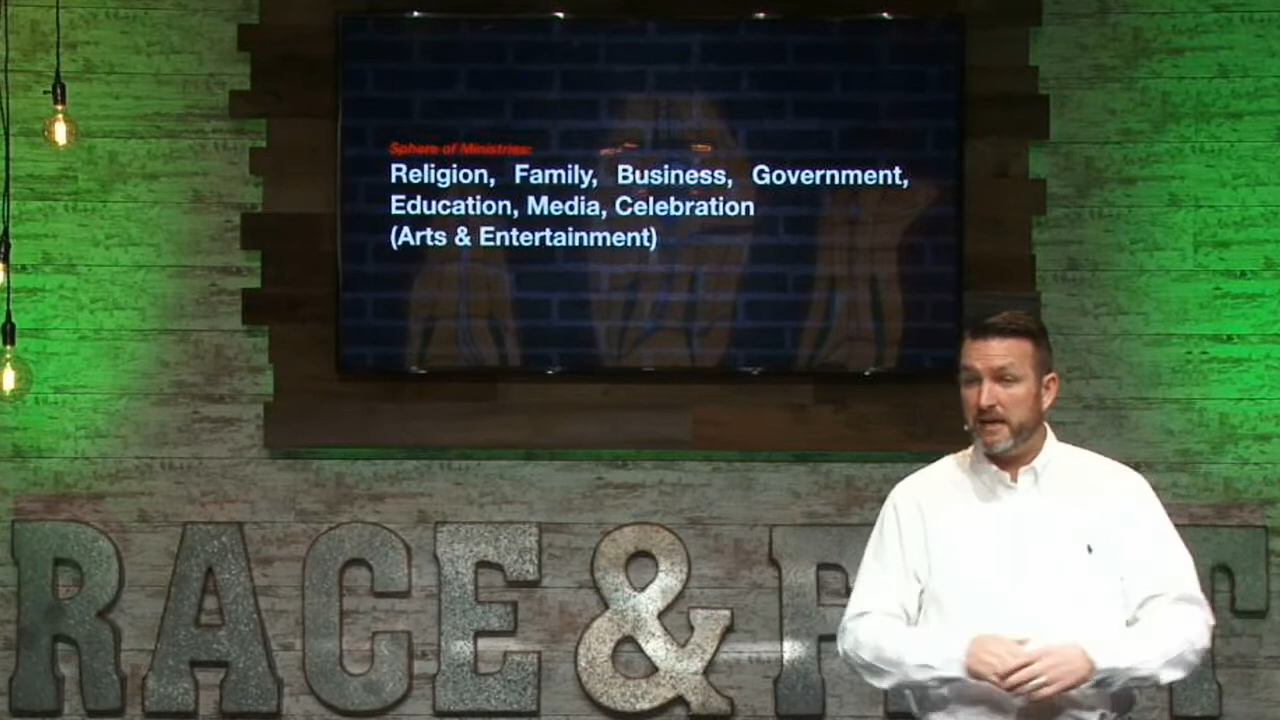 Sphere of Ministries:
Religion, Family, Business, Government,
Education, Media, Celebration
(Arts & Entertainment)
RACE &